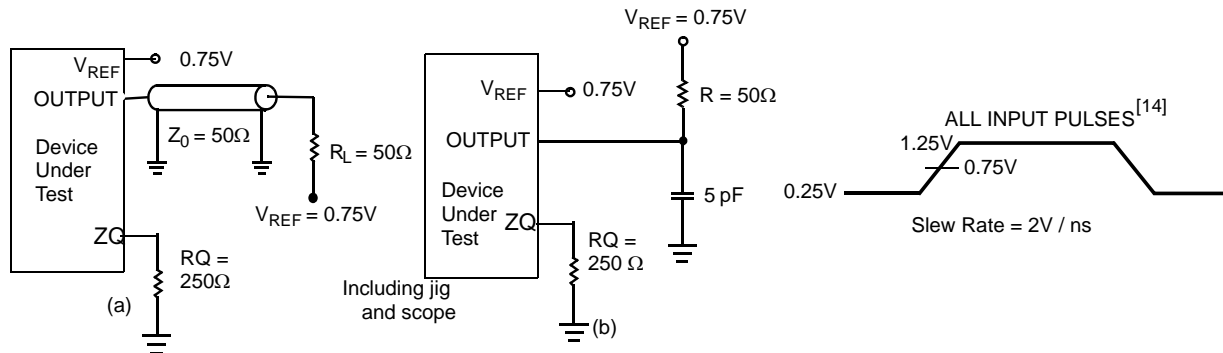 V_REF
0.75V
OUTPUT
Z₀ = 50Ω
Device
Under
Test
R_L = 50Ω
V_REF = 0.75V
ZQ
RQ =
250Ω
(a)
V_REF = 0.75V
R = 50Ω
V_REF
0.75V
OUTPUT
Device
Under
Test
5 pF
ZQ
RQ =
250 Ω
Including jig
and scope
(b)
ALL INPUT PULSES[14]
1.25V
0.75V
0.25V
Slew Rate = 2V / ns